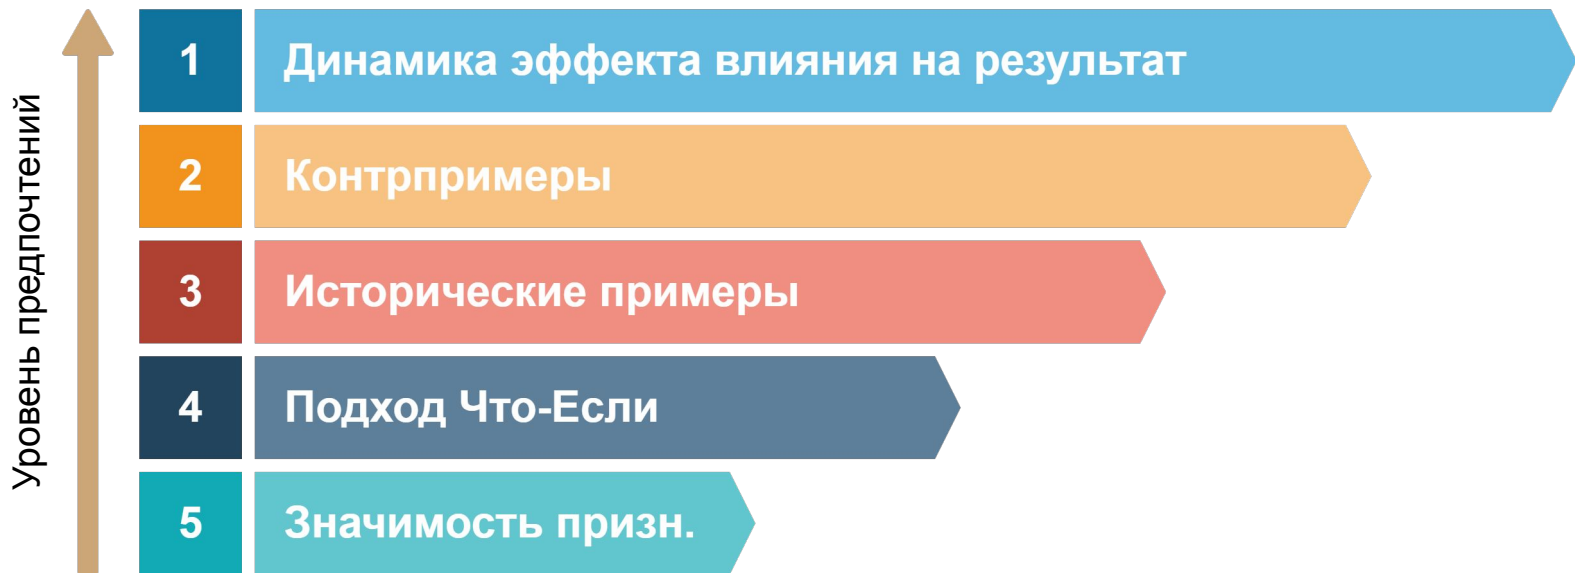 Уровень предпочтений
1
Динамика эффекта влияния на результат
2
Контрпримеры
3
Исторические примеры
4
Подход Что-Если
5
Значимость призн.